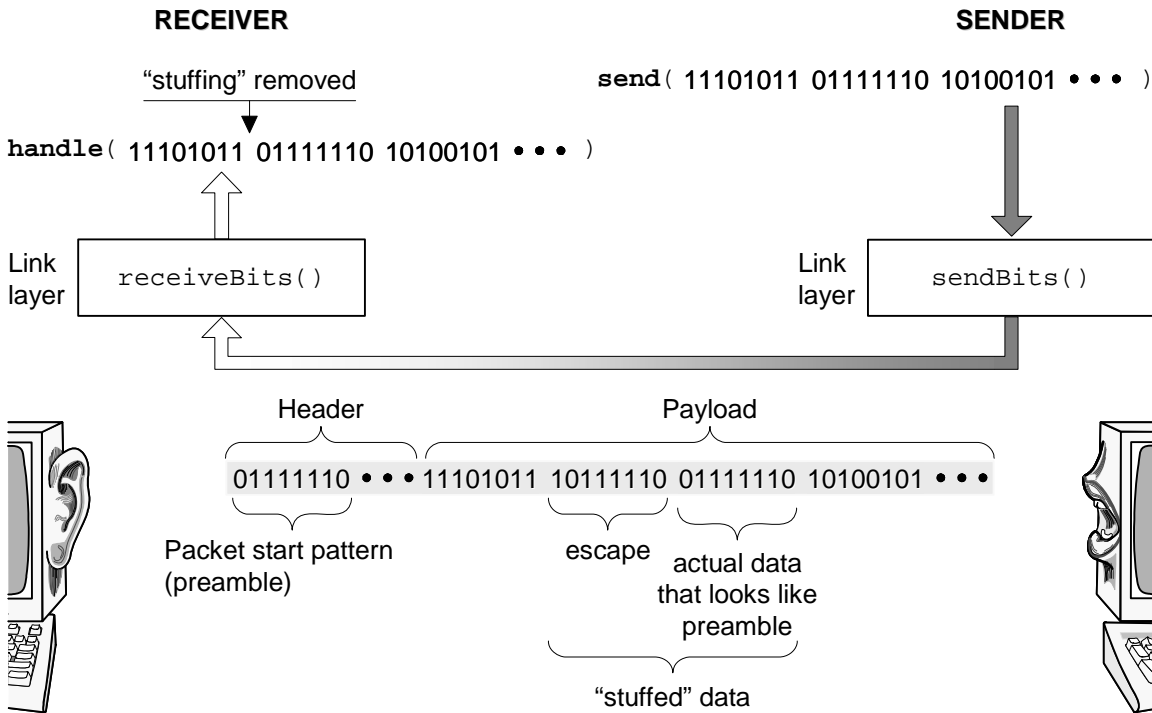 RECEIVER
SENDER
“stuffing” removed
send( 11101011 01111110 10100101 • • • )
handle( 11101011 01111110 10100101 • • • )
Link
layer
receiveBits()
Link
layer
sendBits()
Header
Payload
01111110 • • • 11101011 10111110 01111110 10100101 • • •
Packet start pattern
(preamble)
escape
actual data
that looks like
preamble
“stuffed” data